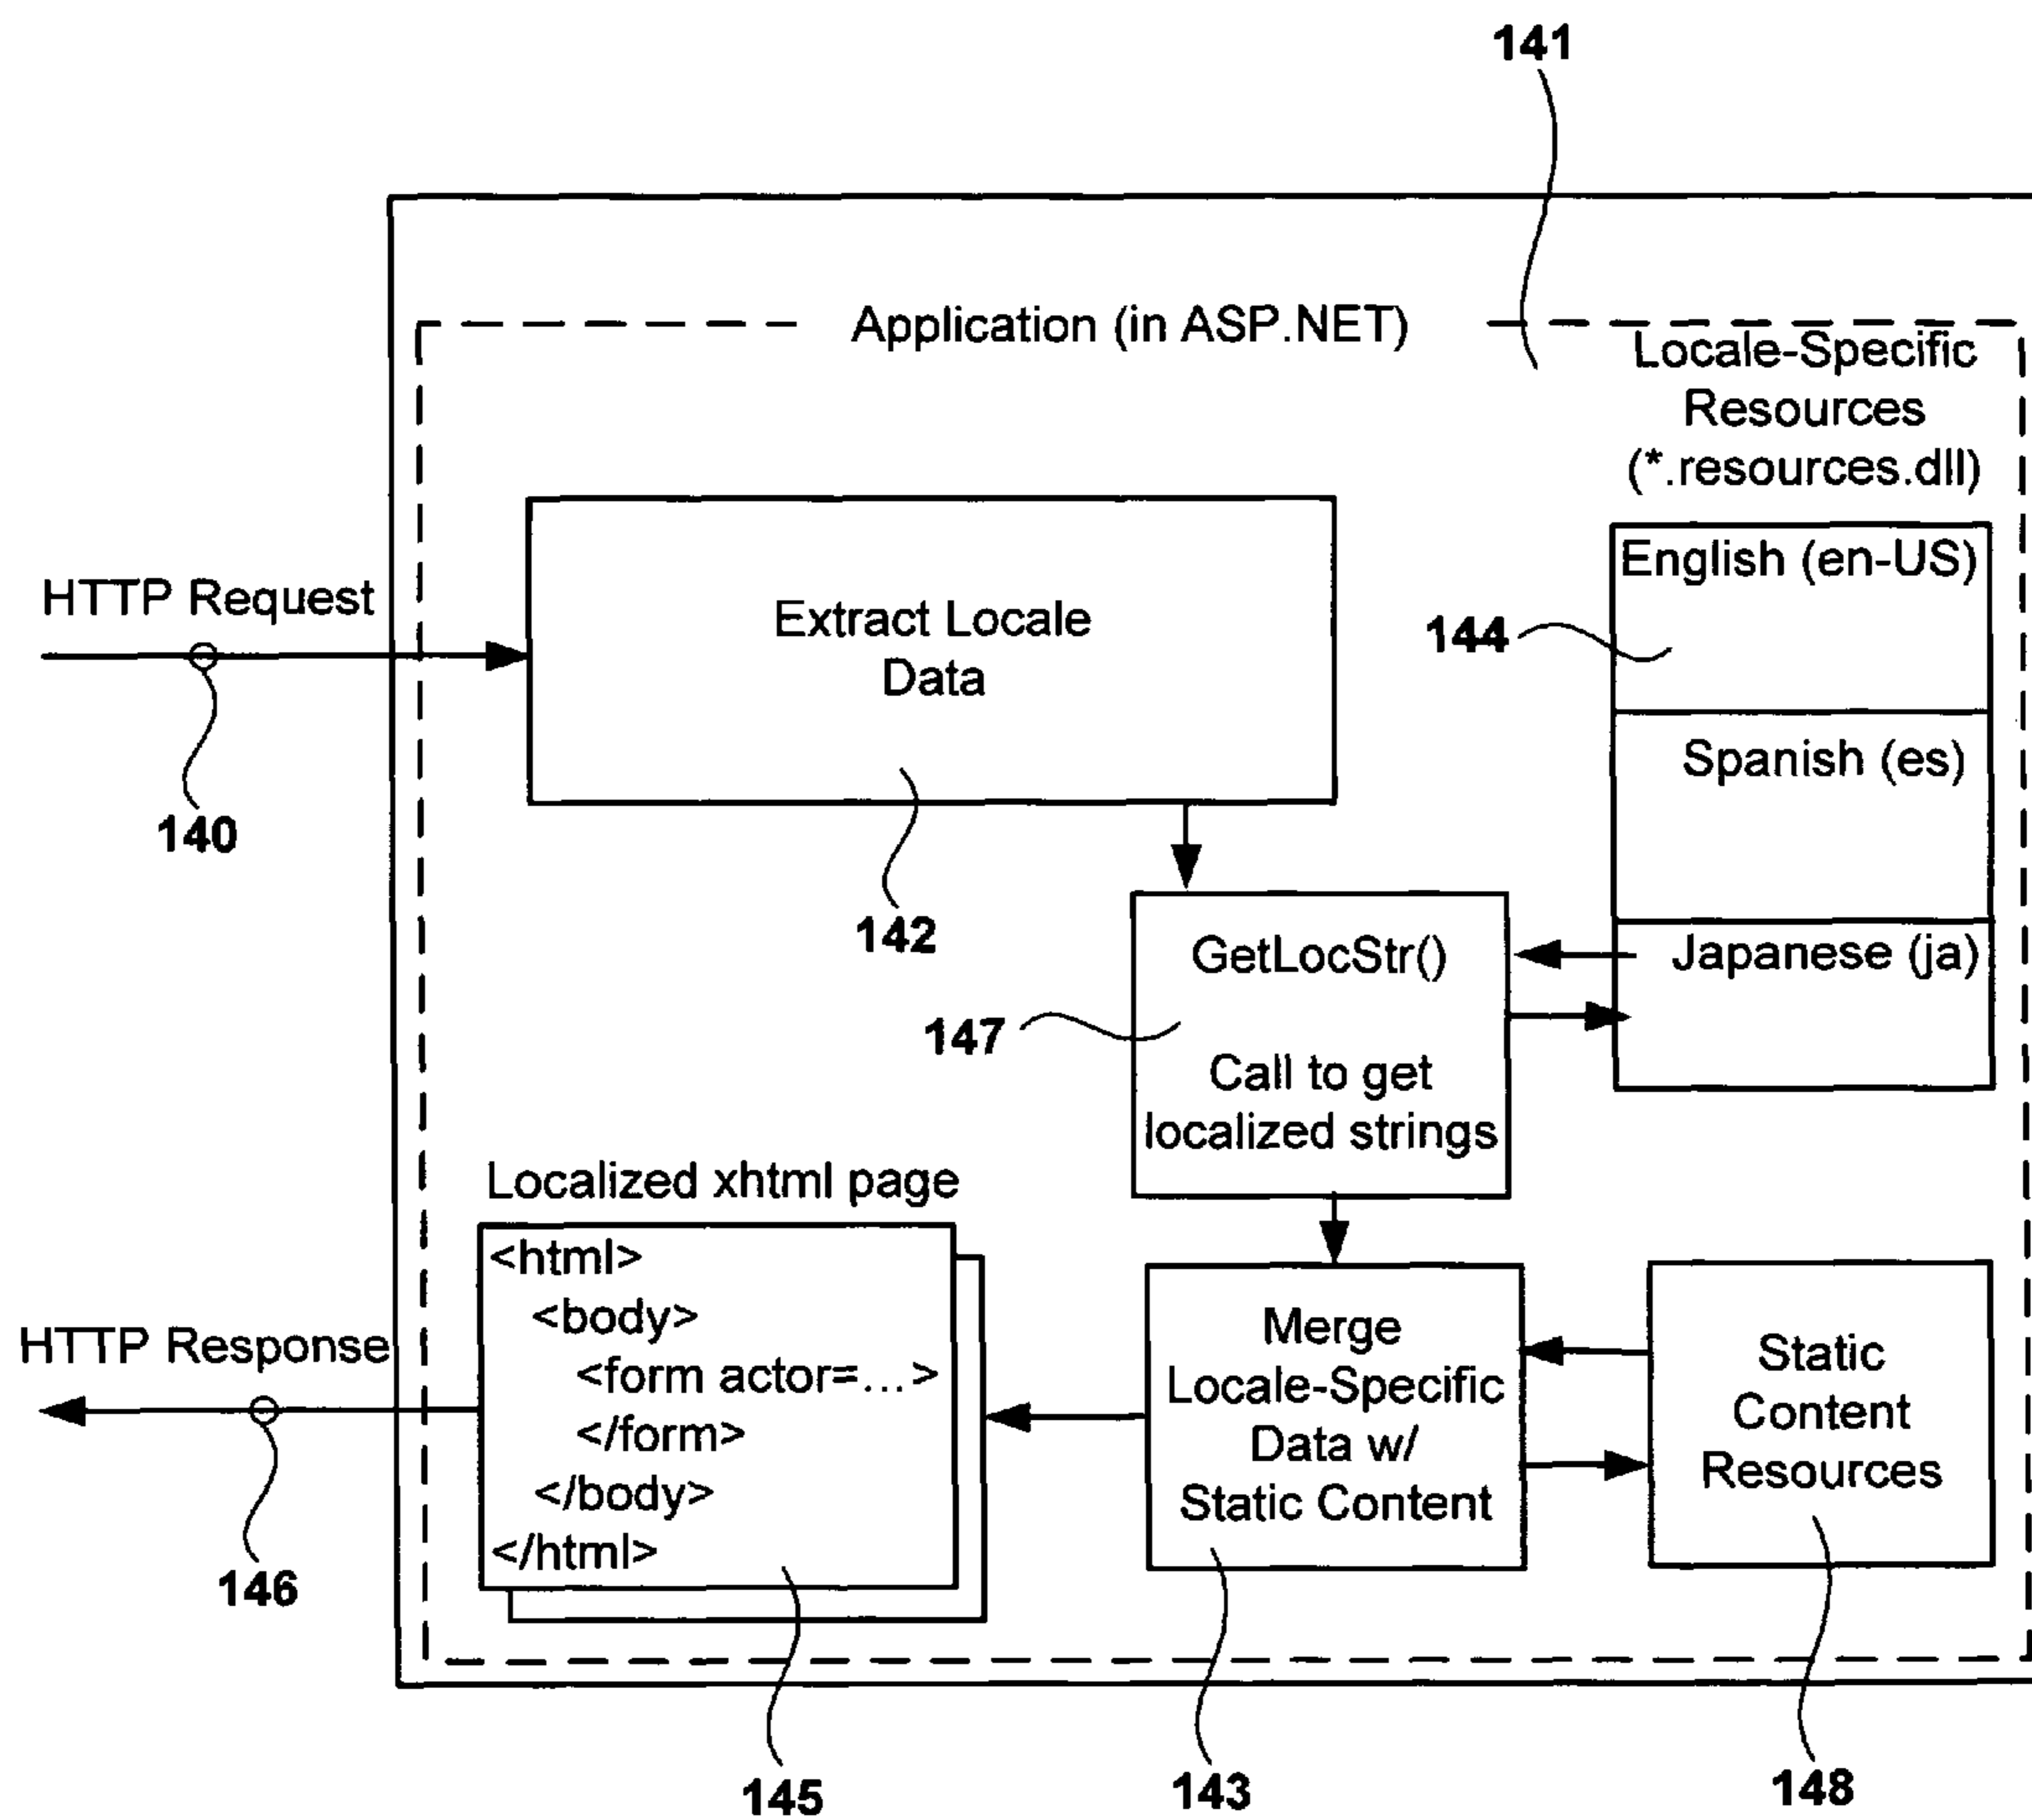 141
Application (in ASP.NET)
Locale-Specific
Resources
(*.resources.dll)
English (en-US)
HTTP Request
Extract Locale
Data
144
Spanish (es)
140
142
GetLocStr()
Japanese (ja)
147
Call to get
localized strings
Localized xhtml page
<html>
<body>
<form actor=...>
</form>
</body>
</html>
HTTP Response
Merge
Locale-Specific
Data w/
Static Content
Static
Content
Resources
146
145
143
148